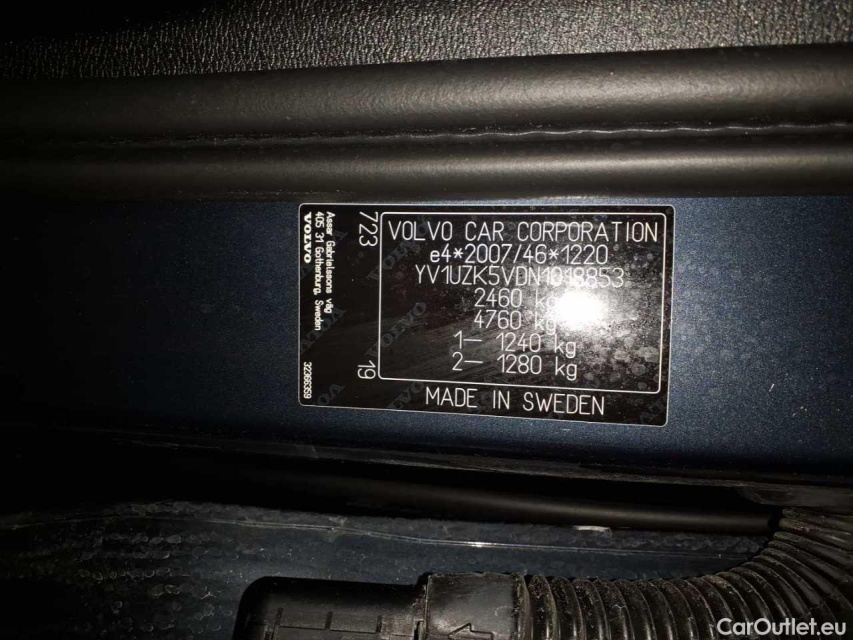 VOLVO CAR CORPORATION
e4*2007/46*1220
YV1UZK5VDN1018853
2460 kg
4760 kg
1– 1240 kg
2– 1280 kg
MADE IN SWEDEN
723
19
Assar Gabrielssons väg
405 31 Gothenburg, Sweden
VOLVO
32366359
CarOutlet.eu